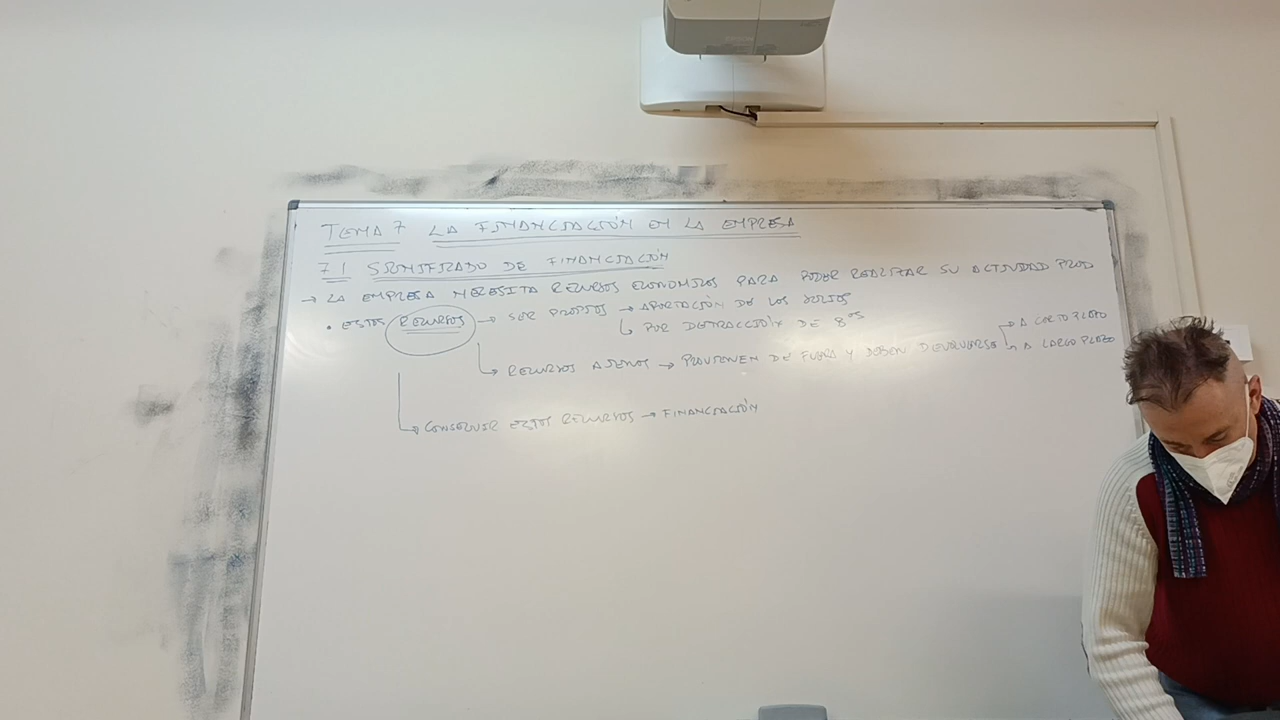 TEMA 7 LA FINANCIACIÓN EN LA EMPRESA
7.1 SIGNIFICADO DE FINANCIACIÓN
→ LA EMPRESA NECESITA RECURSOS ECONOMICOS PARA PODER REALIZAR SU ACTIVIDAD PROD
• ESTOS RECURSOS → SER PROPIOS → APORTACIÓN DE LOS SOCIOS
↳ POR DETRACCIÓN DE Bºs
↳ RECURSOS AJENOS → PROVIENEN DE FUERA Y DEBEN DEVOLVERSE → A CORTO PLAZO
→ A LARGO PLAZO
↳ CONSEGUIR ESTOS RECURSOS → FINANCIACIÓN